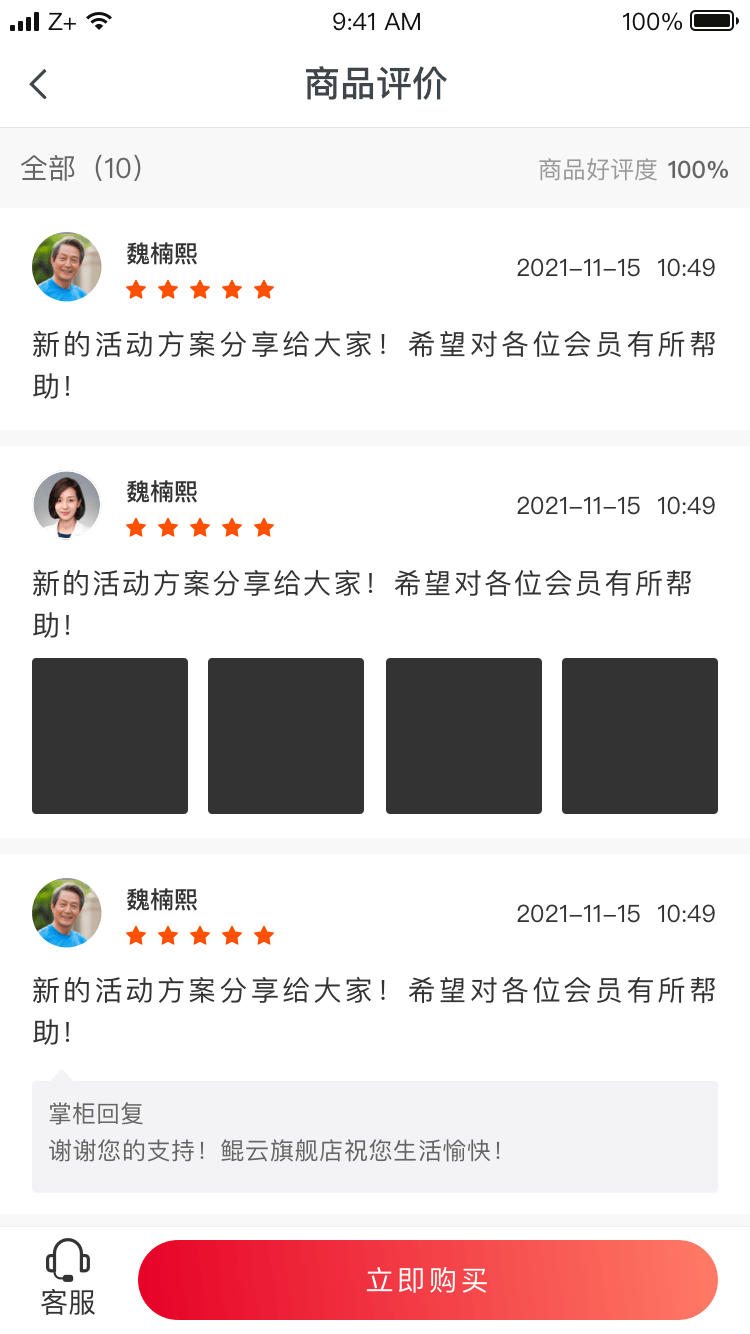 Z+ 9:41 AM 100%
商品评价
全部（10） 商品好评度 100%
魏楠熙
2021-11-15 10:49
新的活动方案分享给大家！希望对各位会员有所帮
助！
魏楠熙
2021-11-15 10:49
新的活动方案分享给大家！希望对各位会员有所帮
助！
魏楠熙
2021-11-15 10:49
新的活动方案分享给大家！希望对各位会员有所帮
助！
掌柜回复
谢谢您的支持！鲲云旗舰店祝您生活愉快！
客服
立即购买